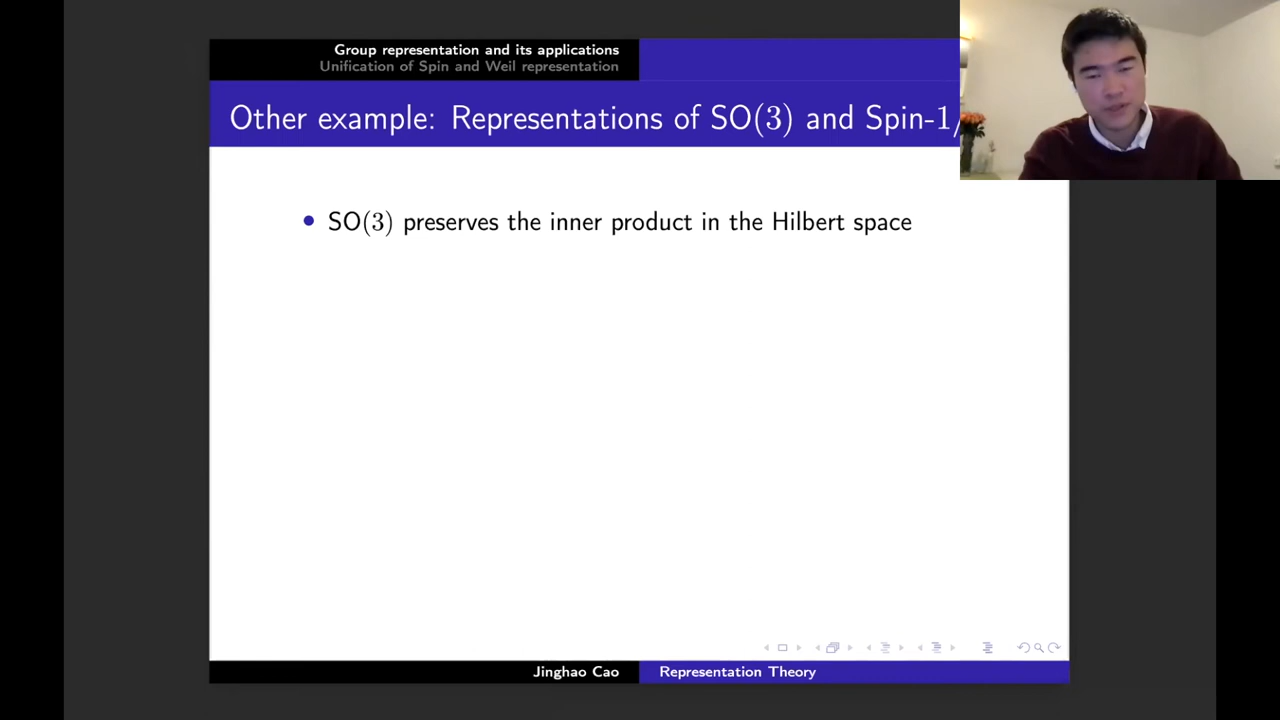 Group representation and its applications
Unification of Spin and Weil representation
Other example: Representations of SO(3) and Spin-1/
• SO(3) preserves the inner product in the Hilbert space
Jinghao Cao
Representation Theory